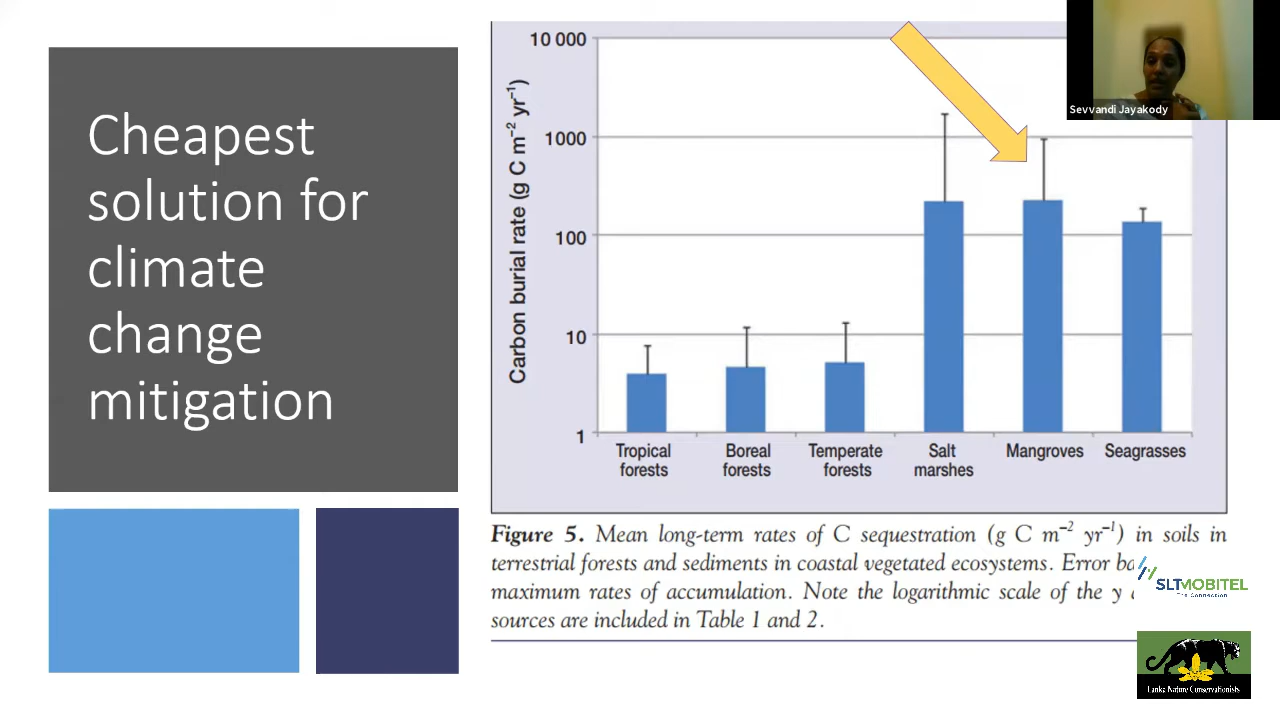 Cheapest
solution for
climate
change
mitigation
Carbon burial rate (g C m⁻² yr⁻¹)
10 000
1000
100
10
1
Tropical forests
Boreal forests
Temperate forests
Salt marshes
Mangroves
Seagrasses
Figure 5. Mean long-term rates of C sequestration (g C m⁻² yr⁻¹) in soils in
terrestrial forests and sediments in coastal vegetated ecosystems. Error
maximum rates of accumulation. Note the logarithmic scale of the y
sources are included in Table 1 and 2.
Sevvandi Jayakody
SLTMOBITEL
The Connection
Lanka Nature Conservationists